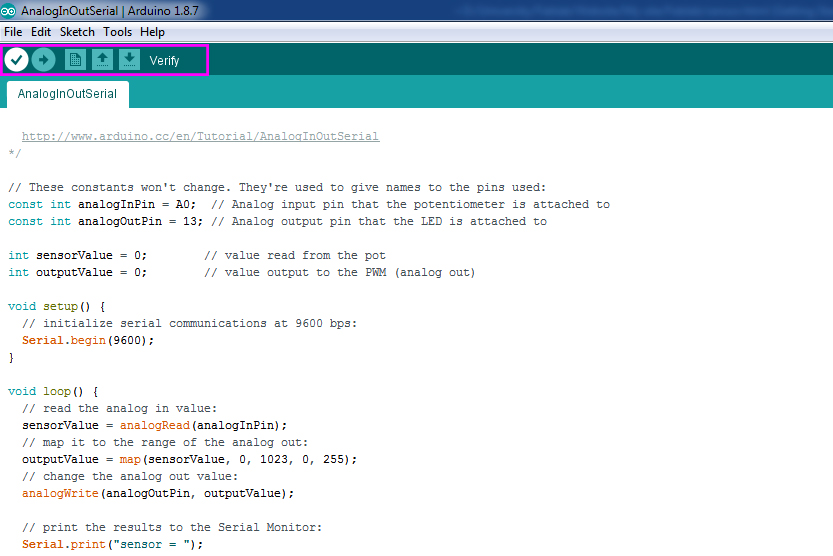 AnalogInOutSerial | Arduino 1.8.7
File Edit Sketch Tools Help
Verify
AnalogInOutSerial
http://www.arduino.cc/en/Tutorial/AnalogInOutSerial
*/
// These constants won't change. They're used to give names to the pins used:
const int analogInPin = A0;  // Analog input pin that the potentiometer is attached to
const int analogOutPin = 13; // Analog output pin that the LED is attached to
int sensorValue = 0;        // value read from the pot
int outputValue = 0;        // value output to the PWM (analog out)
void setup() {
  // initialize serial communications at 9600 bps:
  Serial.begin(9600);
}
void loop() {
  // read the analog in value:
  sensorValue = analogRead(analogInPin);
  // map it to the range of the analog out:
  outputValue = map(sensorValue, 0, 1023, 0, 255);
  // change the analog out value:
  analogWrite(analogOutPin, outputValue);
  // print the results to the Serial Monitor:
  Serial.print("sensor = ");